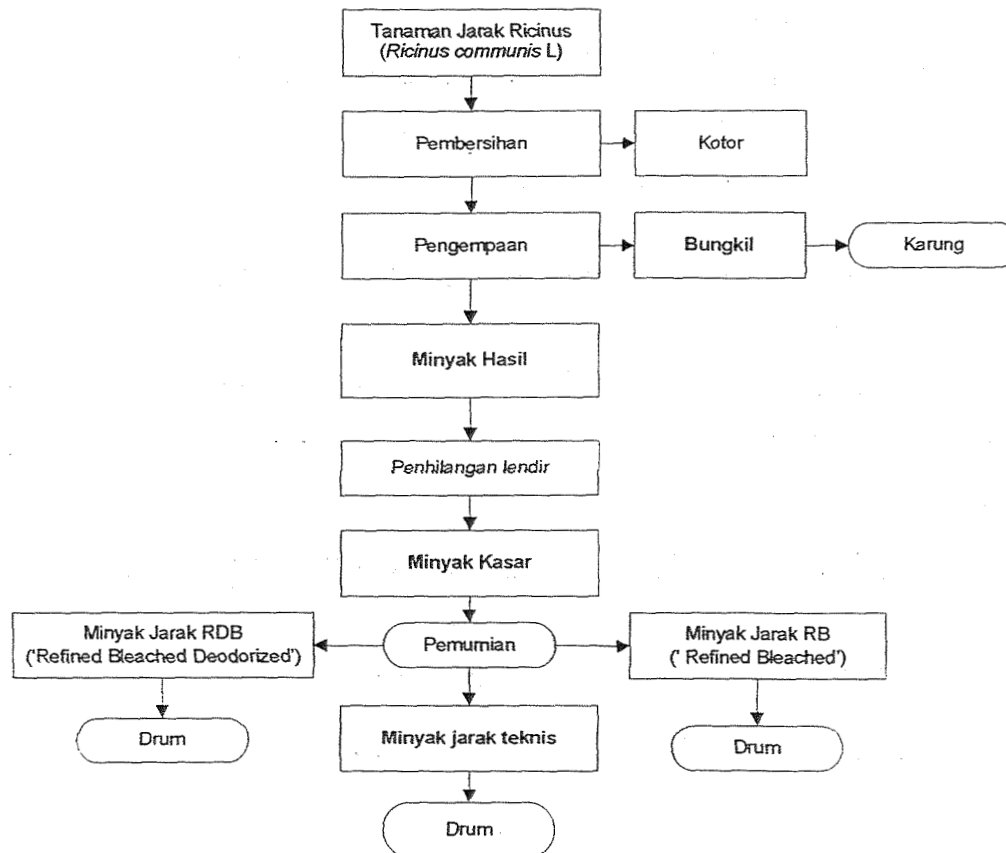 Tanaman Jarak Ricinus
(Ricinus communis L)
Pembersihan
Kotor
Pengempaan
Bungkil
Karung
Minyak Hasil
Penhilangan lendir
Minyak Kasar
Minyak Jarak RDB
('Refined Bleached Deodorized')
Pemurnian
Minyak Jarak RB
(' Refined Bleached')
Drum
Minyak jarak teknis
Drum
Drum